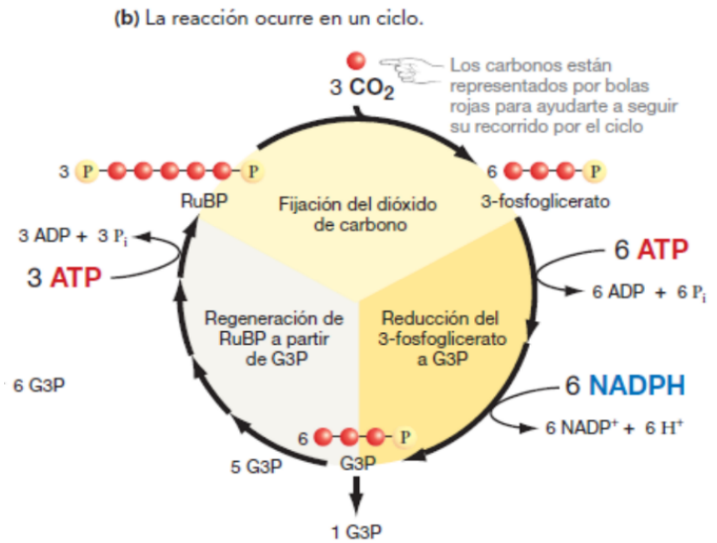 (b) La reacción ocurre en un ciclo.
3 CO₂
Los carbonos están
representados por bolas
rojas para ayudarte a seguir
su recorrido por el ciclo
3 P P
RuBP
6 P
3-fosfoglicerato
Fijación del dióxido
de carbono
3 ADP + 3 Pᵢ
3 ATP
6 ATP
6 ADP + 6 Pᵢ
Regeneración de
RuBP a partir
de G3P
Reducción del
3-fosfoglicerato
a G3P
6 G3P
6 NADPH
6 NADP⁺ + 6 H⁺
6 P
5 G3P
G3P
1 G3P